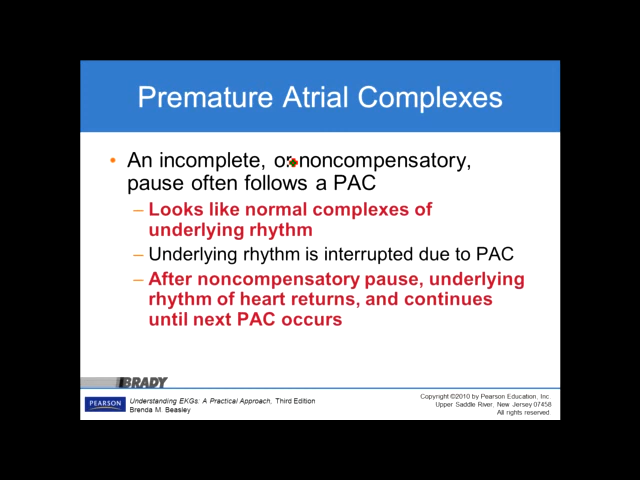 Premature Atrial Complexes
• An incomplete, or noncompensatory,
pause often follows a PAC
– Looks like normal complexes of
underlying rhythm
– Underlying rhythm is interrupted due to PAC
– After noncompensatory pause, underlying
rhythm of heart returns, and continues
until next PAC occurs
BRADY
PEARSON
Understanding EKGs: A Practical Approach, Third Edition
Brenda M. Beasley
Copyright ©2010 by Pearson Education, Inc.
Upper Saddle River, New Jersey 07458
All rights reserved.